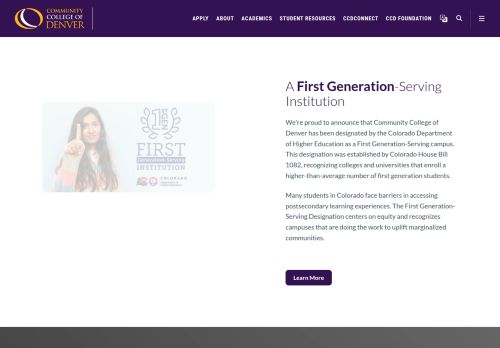 COMMUNITY
COLLEGE OF
DENVER
APPLY ABOUT ACADEMICS STUDENT RESOURCES CCDCONNECT CCD FOUNDATION
1ST GEN
FIRST
Generation-Serving
INSTITUTION
COLORADO
A First Generation-Serving
Institution
We're proud to announce that Community College of
Denver has been designated by the Colorado Department
of Higher Education as a First Generation-Serving campus.
This designation was established by Colorado House Bill
1082, recognizing colleges and universities that enroll a
higher-than-average number of first generation students.
Many students in Colorado face barriers in accessing
postsecondary learning experiences. The First Generation-
Serving Designation centers on equity and recognizes
campuses that are doing the work to uplift marginalized
communities.
Learn More